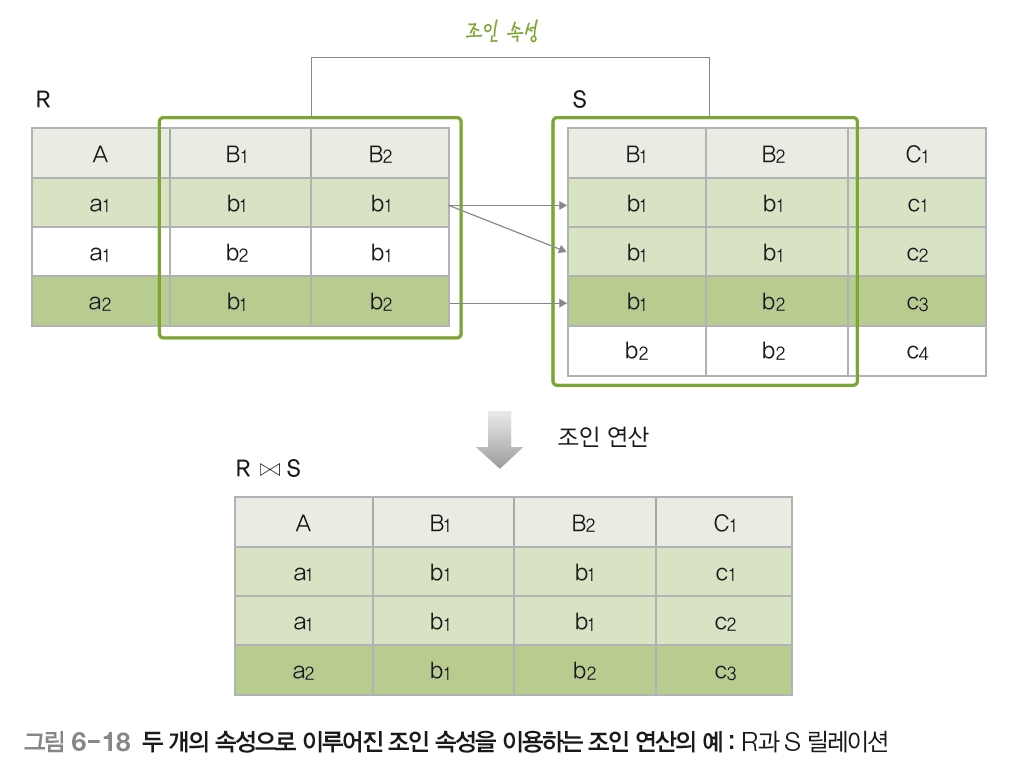 조인 속성
R
A B1 B2
a1 b1 b1
a1 b2 b1
a2 b1 b2
S
B1 B2 C1
b1 b1 c1
b1 b1 c2
b1 b2 c3
b2 b2 c4
조인 연산
R ⋈ S
A B1 B2 C1
a1 b1 b1 c1
a1 b1 b1 c2
a2 b1 b2 c3
그림 6-18 두 개의 속성으로 이루어진 조인 속성을 이용하는 조인 연산의 예 : R과 S 릴레이션